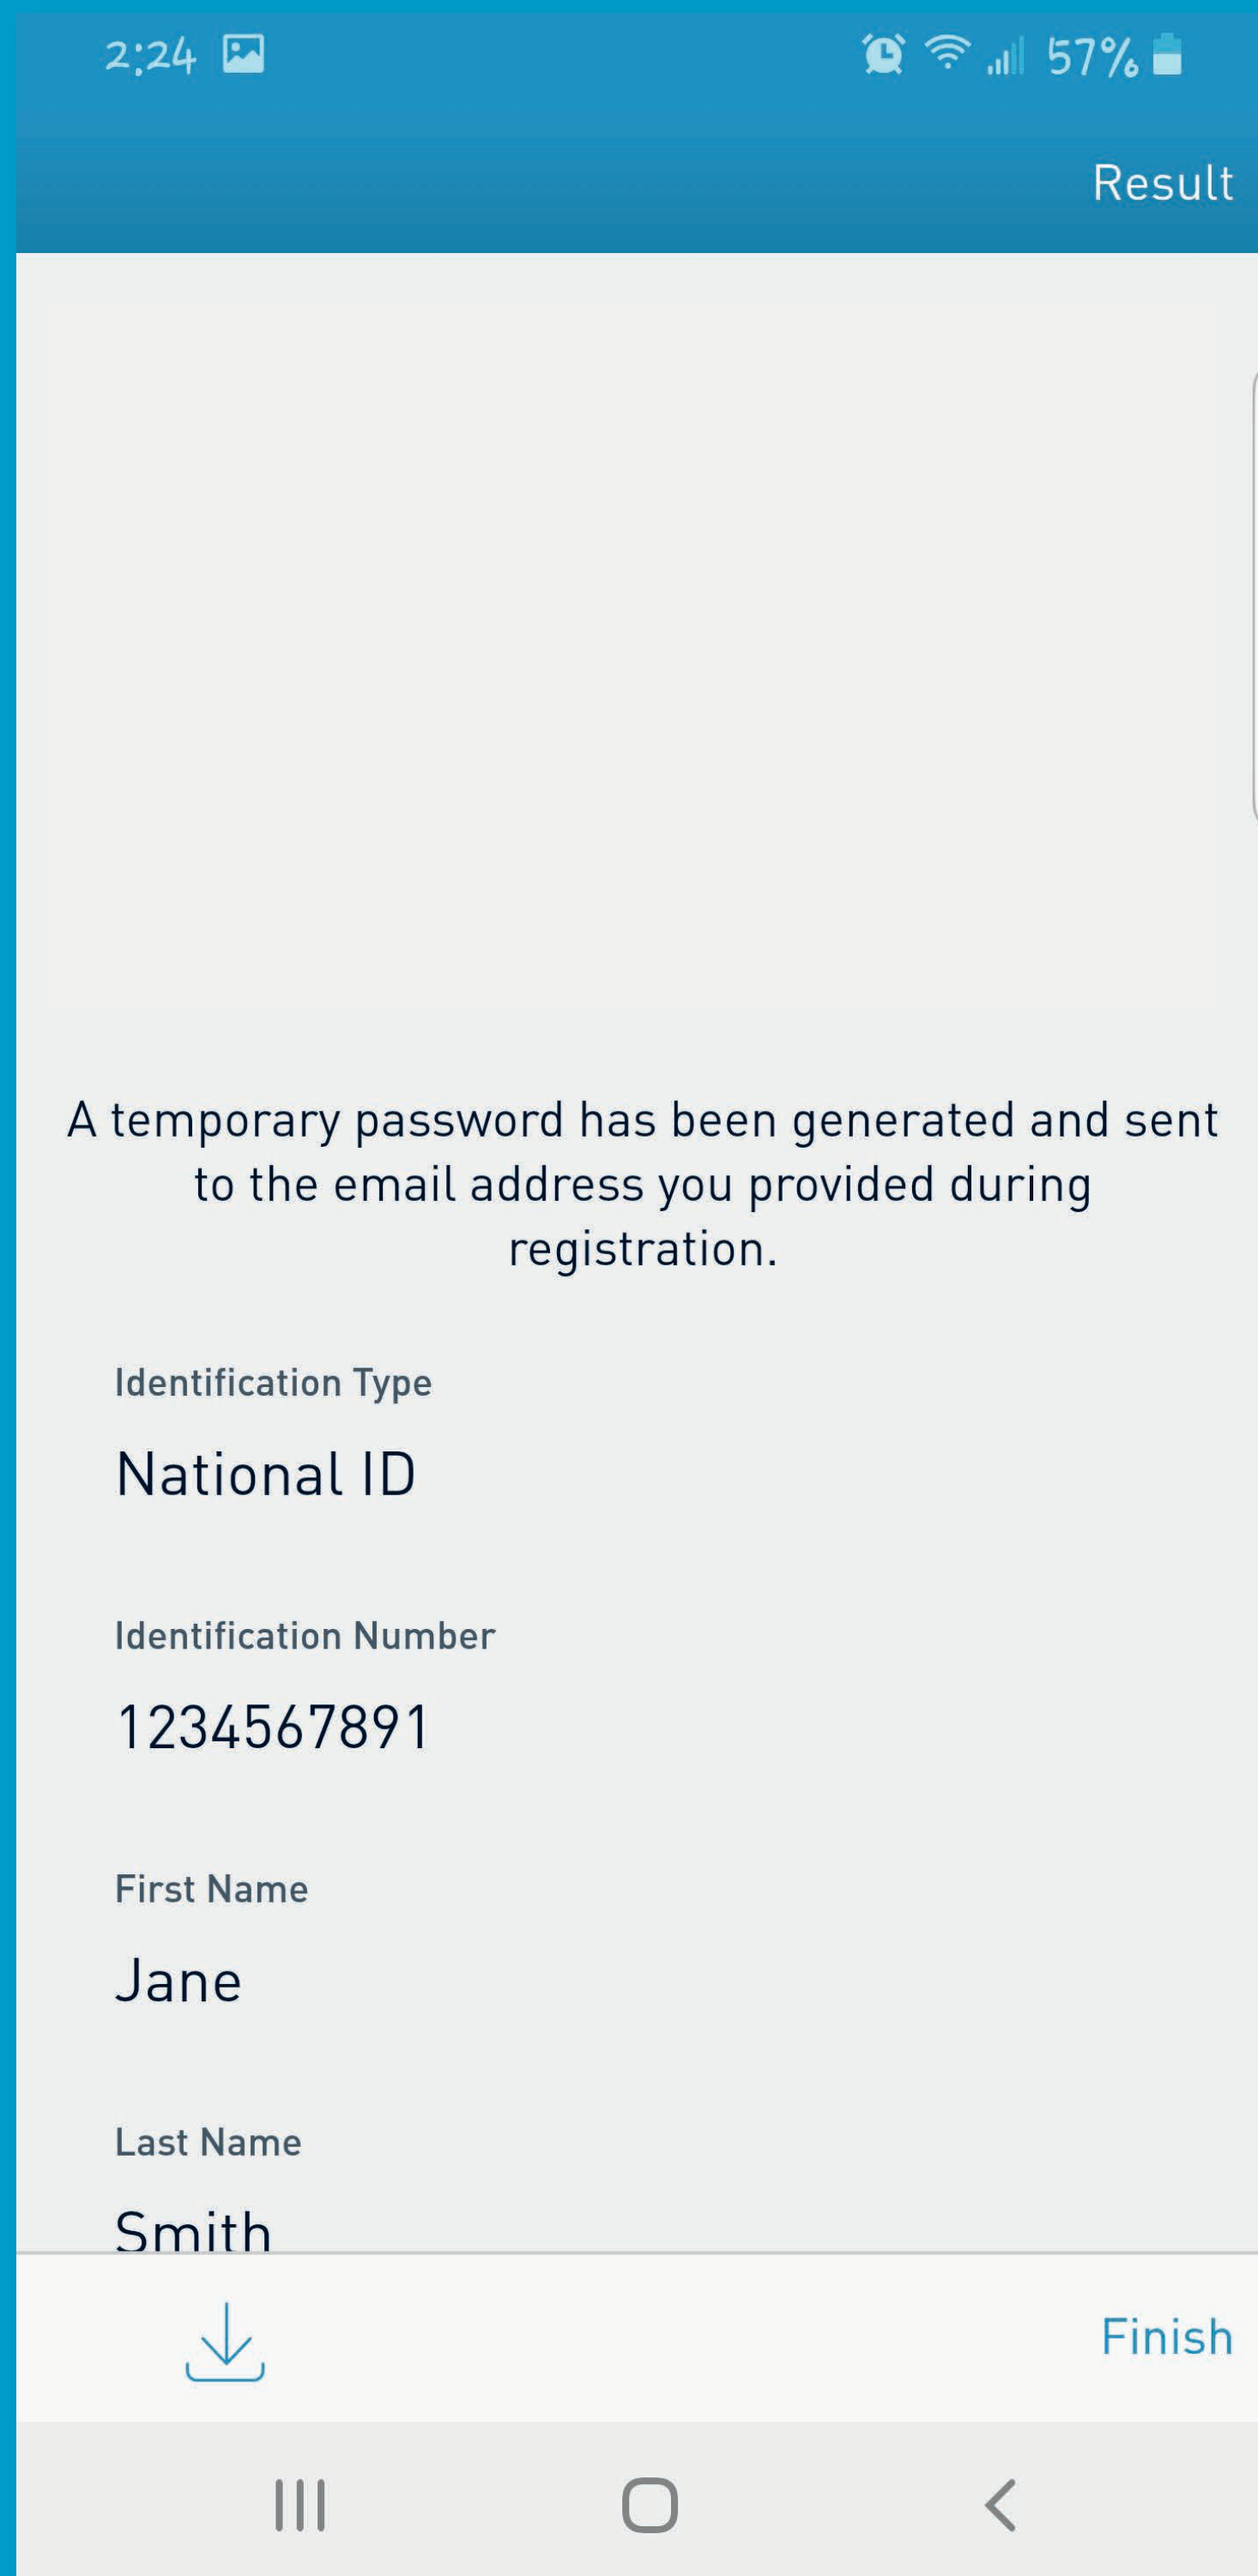 2:24 57%
Result
A temporary password has been generated and sent
to the email address you provided during
registration.
Identification Type
National ID
Identification Number
1234567891
First Name
Jane
Last Name
Smith
Finish